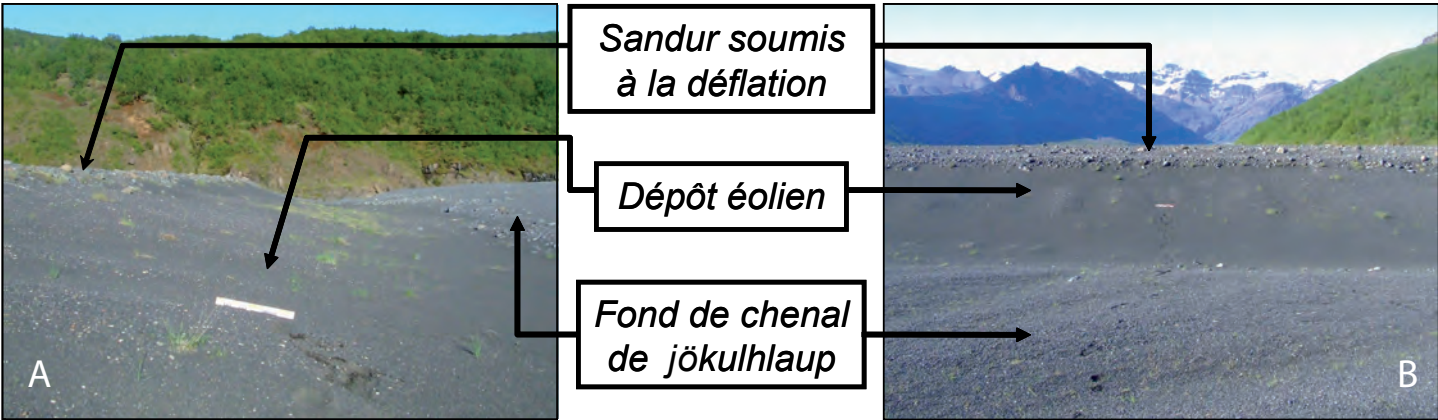 Sandur soumis
à la déflation
Dépôt éolien
Fond de chenal
de jökulhlaup
A
B